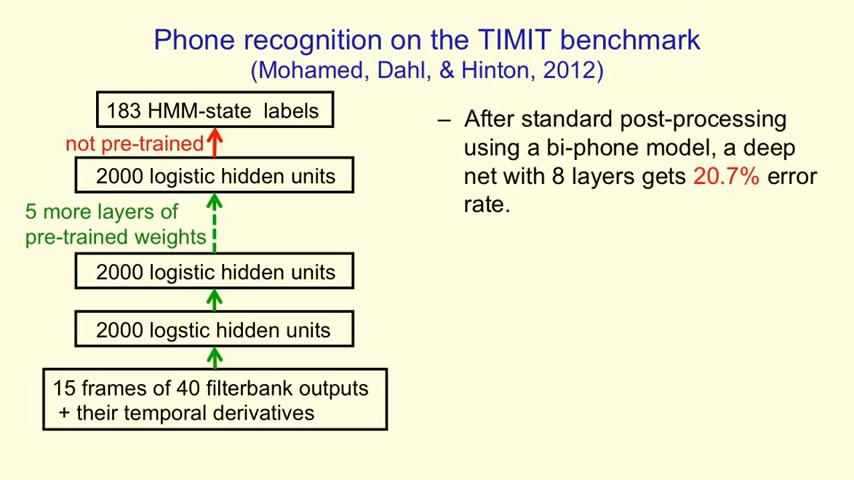 Phone recognition on the TIMIT benchmark
(Mohamed, Dahl, & Hinton, 2012)
183 HMM-state labels
not pre-trained
2000 logistic hidden units
5 more layers of
pre-trained weights
2000 logistic hidden units
2000 logstic hidden units
15 frames of 40 filterbank outputs
+ their temporal derivatives
– After standard post-processing
using a bi-phone model, a deep
net with 8 layers gets 20.7% error
rate.